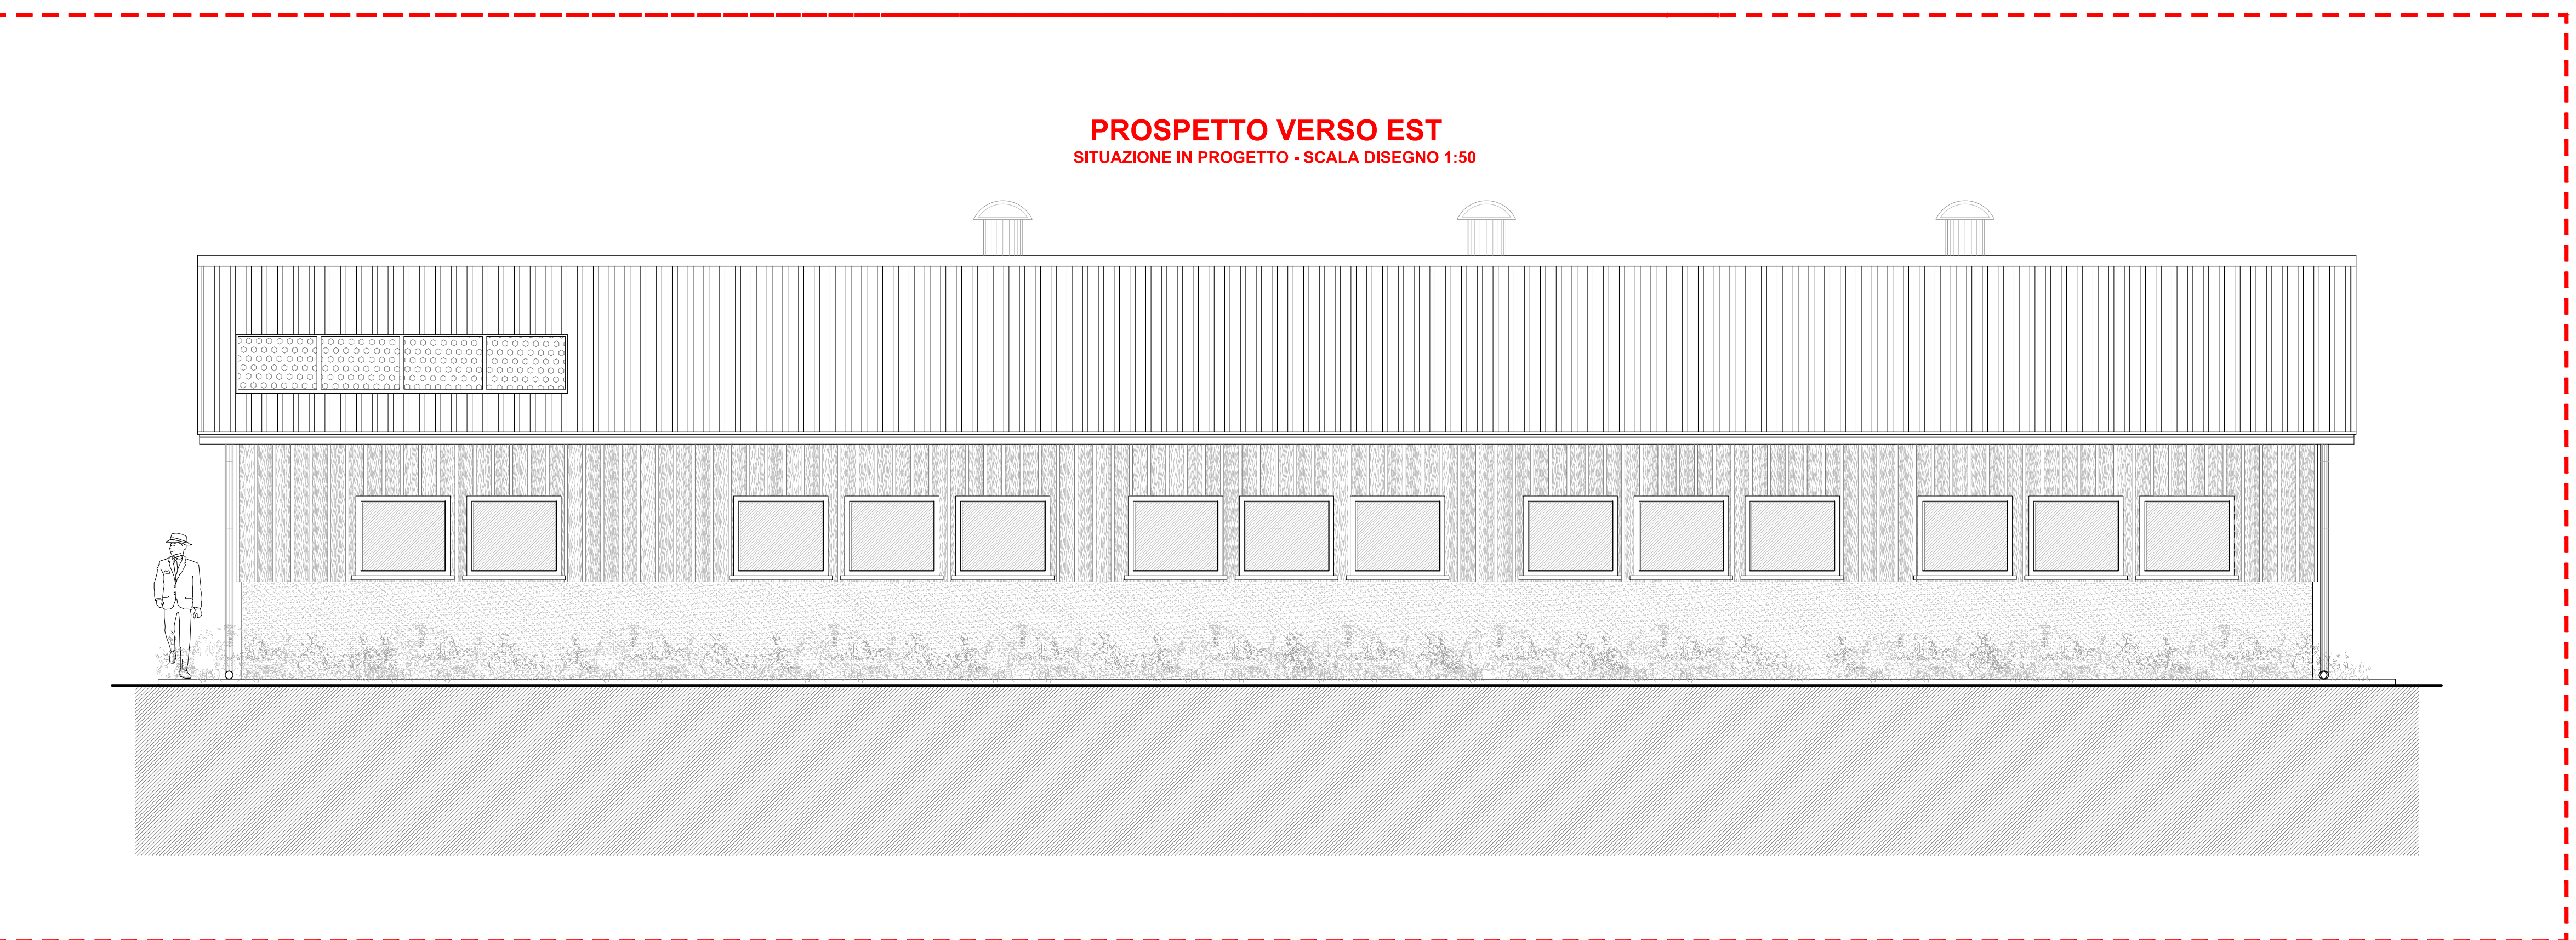 PROSPETTO VERSO EST
SITUAZIONE IN PROGETTO - SCALA DISEGNO 1:50